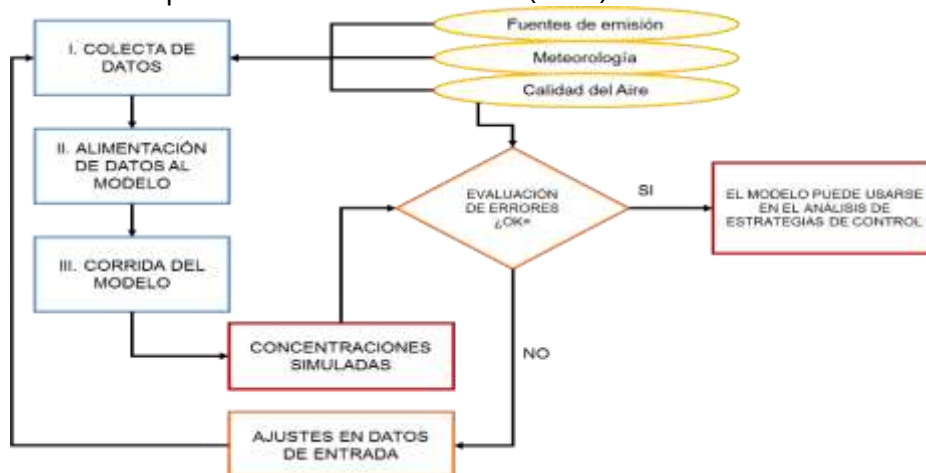 I. COLECTA DE
DATOS
Fuentes de emisión
Meteorología
Calidad del Aire
II. ALIMENTACIÓN
DE DATOS AL
MODELO
EVALUACIÓN
DE ERRORES
¿OK=
SI
EL MODELO PUEDE USARSE
EN EL ANÁLISIS DE
ESTRATEGIAS DE CONTROL
III. CORRIDA DEL
MODELO
CONCENTRACIONES
SIMULADAS
NO
AJUSTES EN DATOS
DE ENTRADA